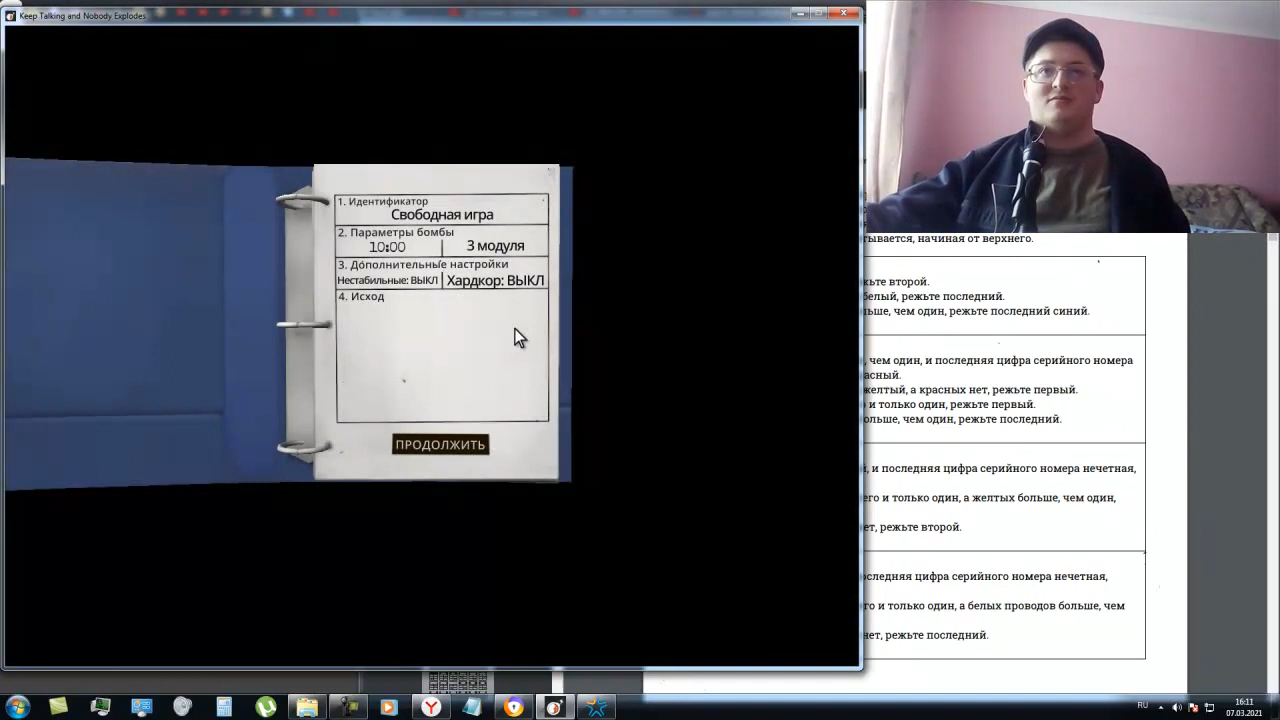 Keep Talking and Nobody Explodes
1. Идентификатор
Свободная игра
2. Параметры бомбы
10:00
3 модуля
3. Дополнительные настройки
Нестабильные: ВЫКЛ
Хардкор: ВЫКЛ
4. Исход
ПРОДОЛЖИТЬ
тывается, начиная от верхнего.
жьте второй.
белый, режьте последний.
льше, чем один, режьте последний синий.
, чем один, и последняя цифра серийного номера
асный.
желтый, а красных нет, режьте первый.
о и только один, режьте первый.
ольше, чем один, режьте последний.
й, и последняя цифра серийного номера нечетная,
его и только один, а желтых больше, чем один,
ет, режьте второй.
оследняя цифра серийного номера нечетная,
го и только один, а белых проводов больше, чем
нет, режьте последний.
RU
16:11
07.03.2021